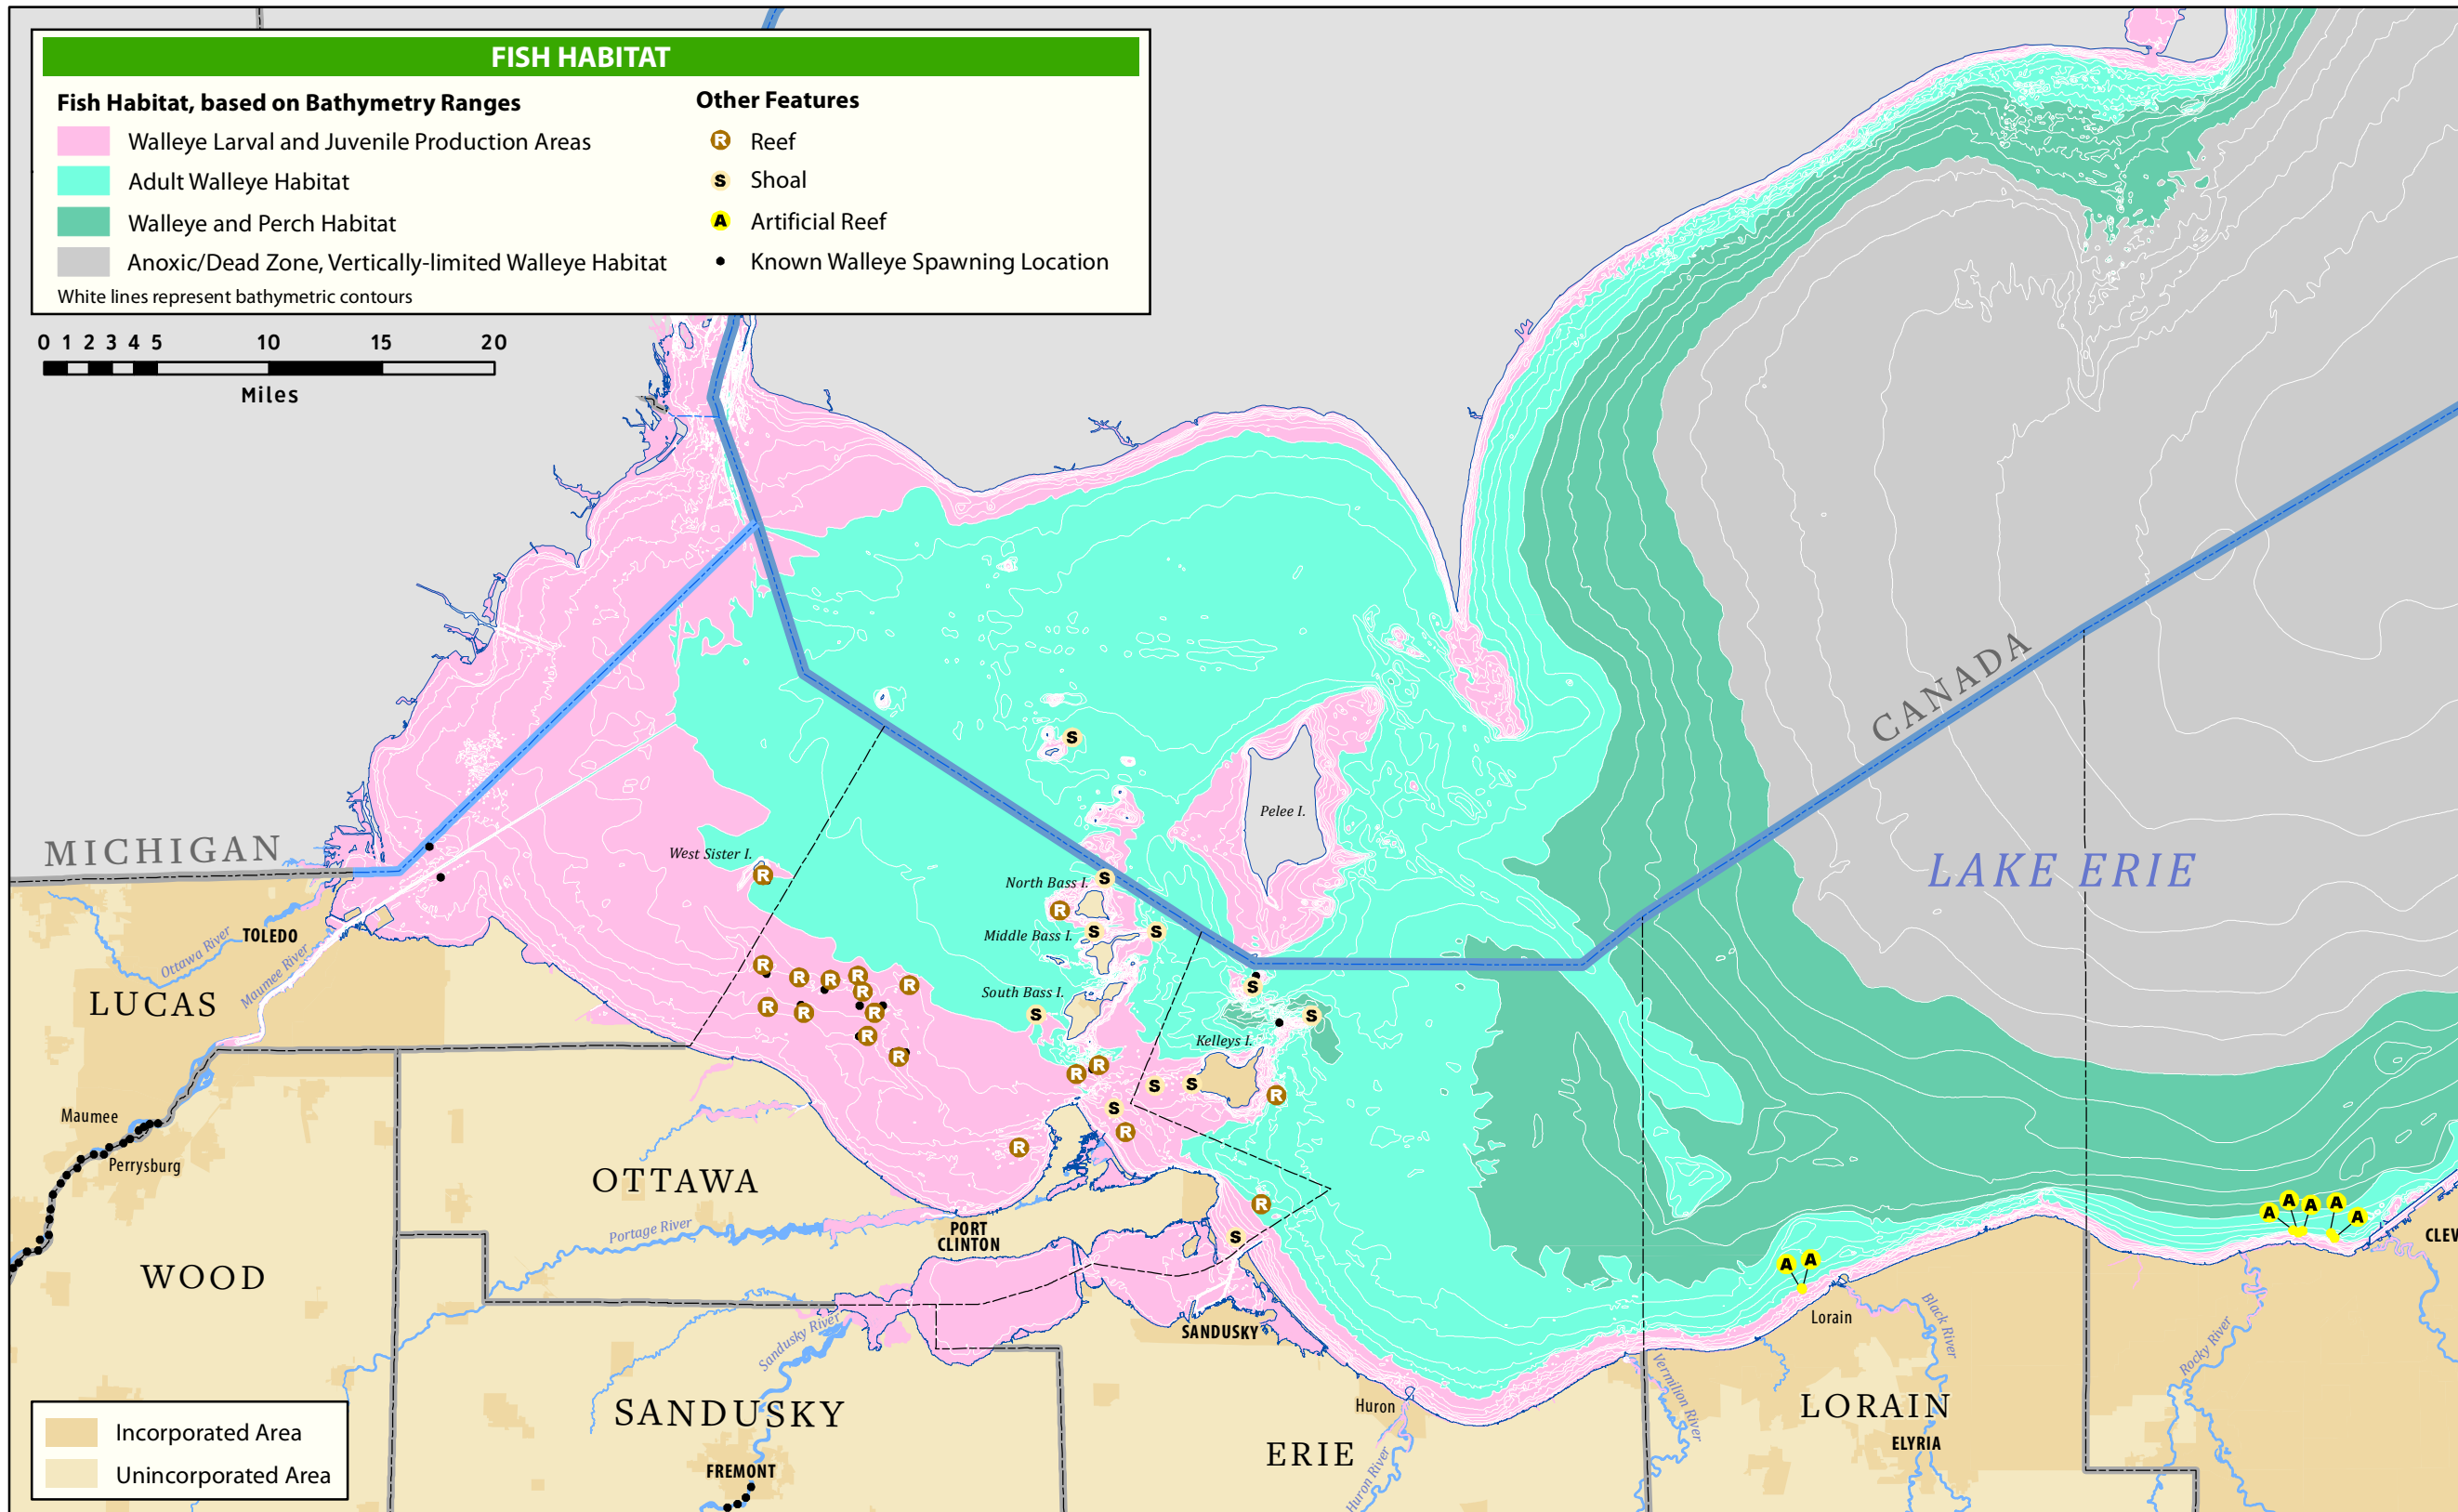 FISH HABITAT
Fish Habitat, based on Bathymetry Ranges
Walleye Larval and Juvenile Production Areas
Adult Walleye Habitat
Walleye and Perch Habitat
Anoxic/Dead Zone, Vertically-limited Walleye Habitat
White lines represent bathymetric contours
Other Features
R Reef
S Shoal
A Artificial Reef
Known Walleye Spawning Location
0 1 2 3 4 5 10 15 20
Miles
CANADA
S
Pelee I.
MICHIGAN
West Sister I.
R
LAKE ERIE
North Bass I.
S
R
Middle Bass I.
S
S
TOLEDO
Ottawa River
Maumee River
LUCAS
R
R
R
R
R
R
R
R
R
R
R
South Bass I.
S
S
S
Kelleys I.
R
R
S
S
R
S
R
R
Maumee
Perrysburg
OTTAWA
Portage River
PORT
CLINTON
R
S
A
A
A
A
A
CLEV
WOOD
A
A
Sandusky River
SANDUSKY
Lorain
Black River
Rocky River
Vermilion River
Huron
Huron River
SANDUSKY
ERIE
LORAIN
ELYRIA
FREMONT
Incorporated Area
Unincorporated Area